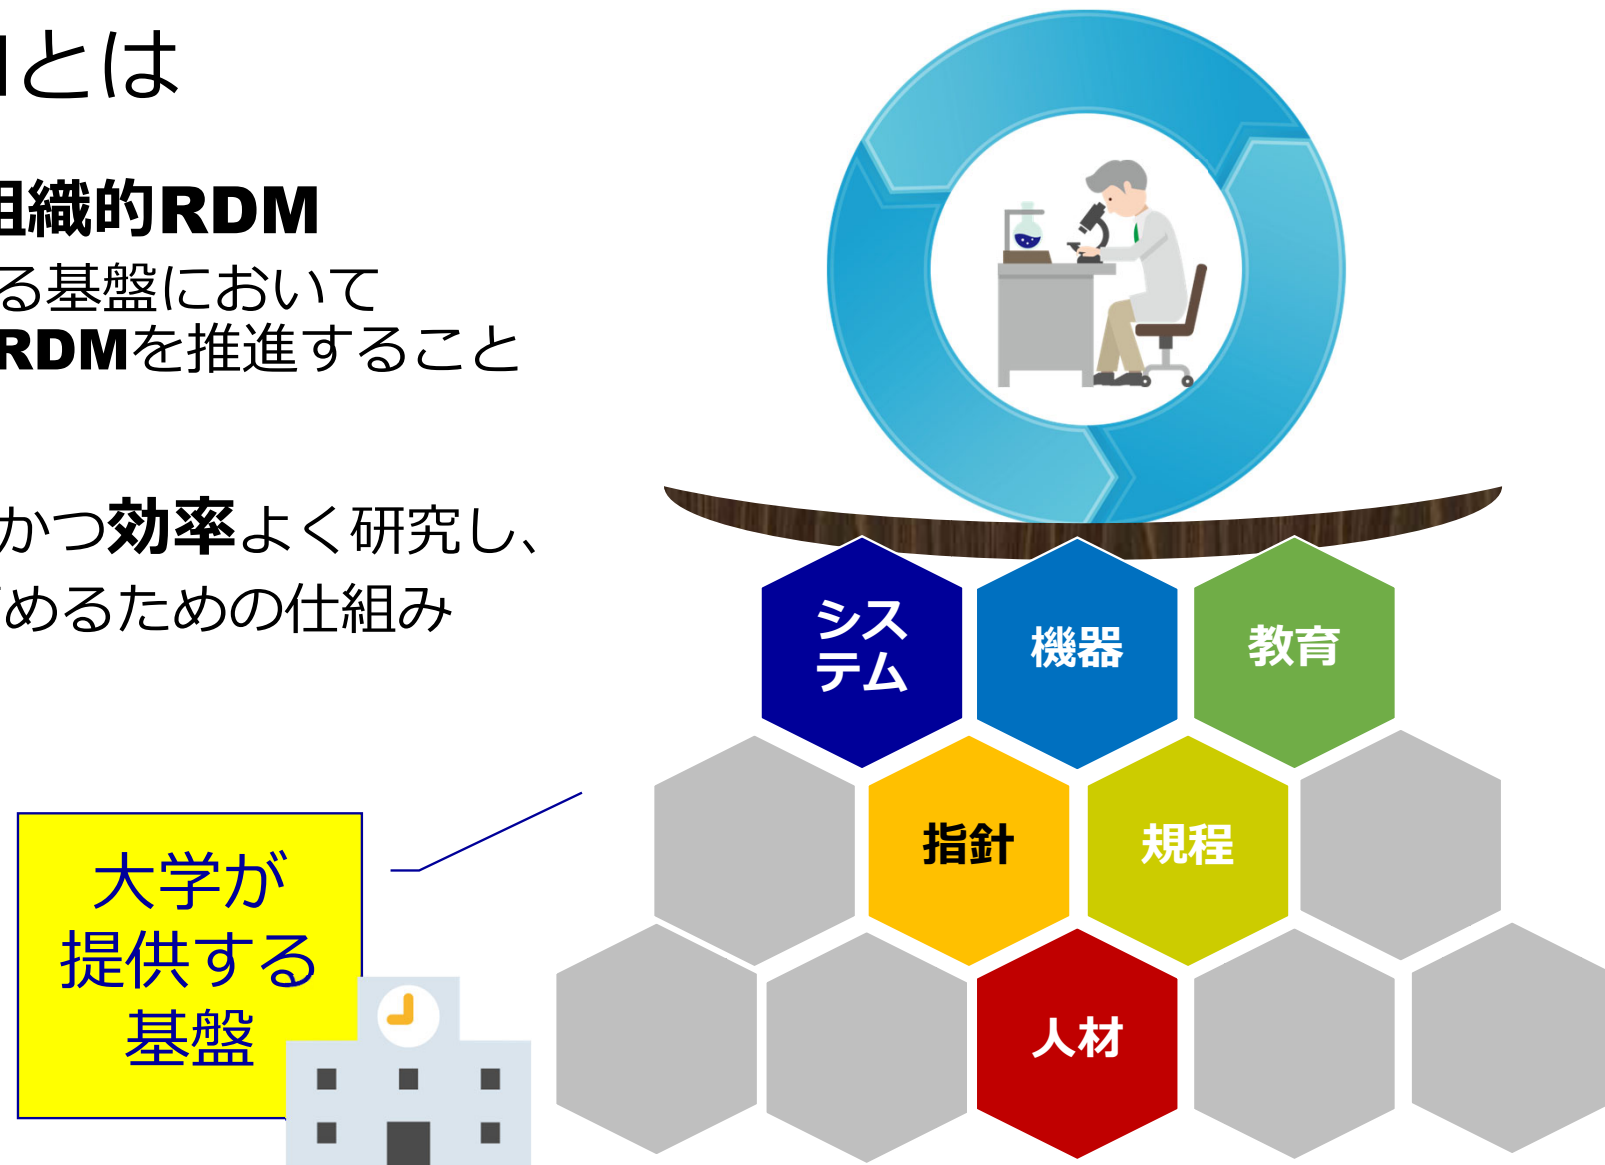 とは
組織的RDM
る基盤において
RDMを推進すること
かつ効率よく研究し、
めるための仕組み
シス
テム
機器
教育
指針
規程
大学が
提供する
基盤
人材